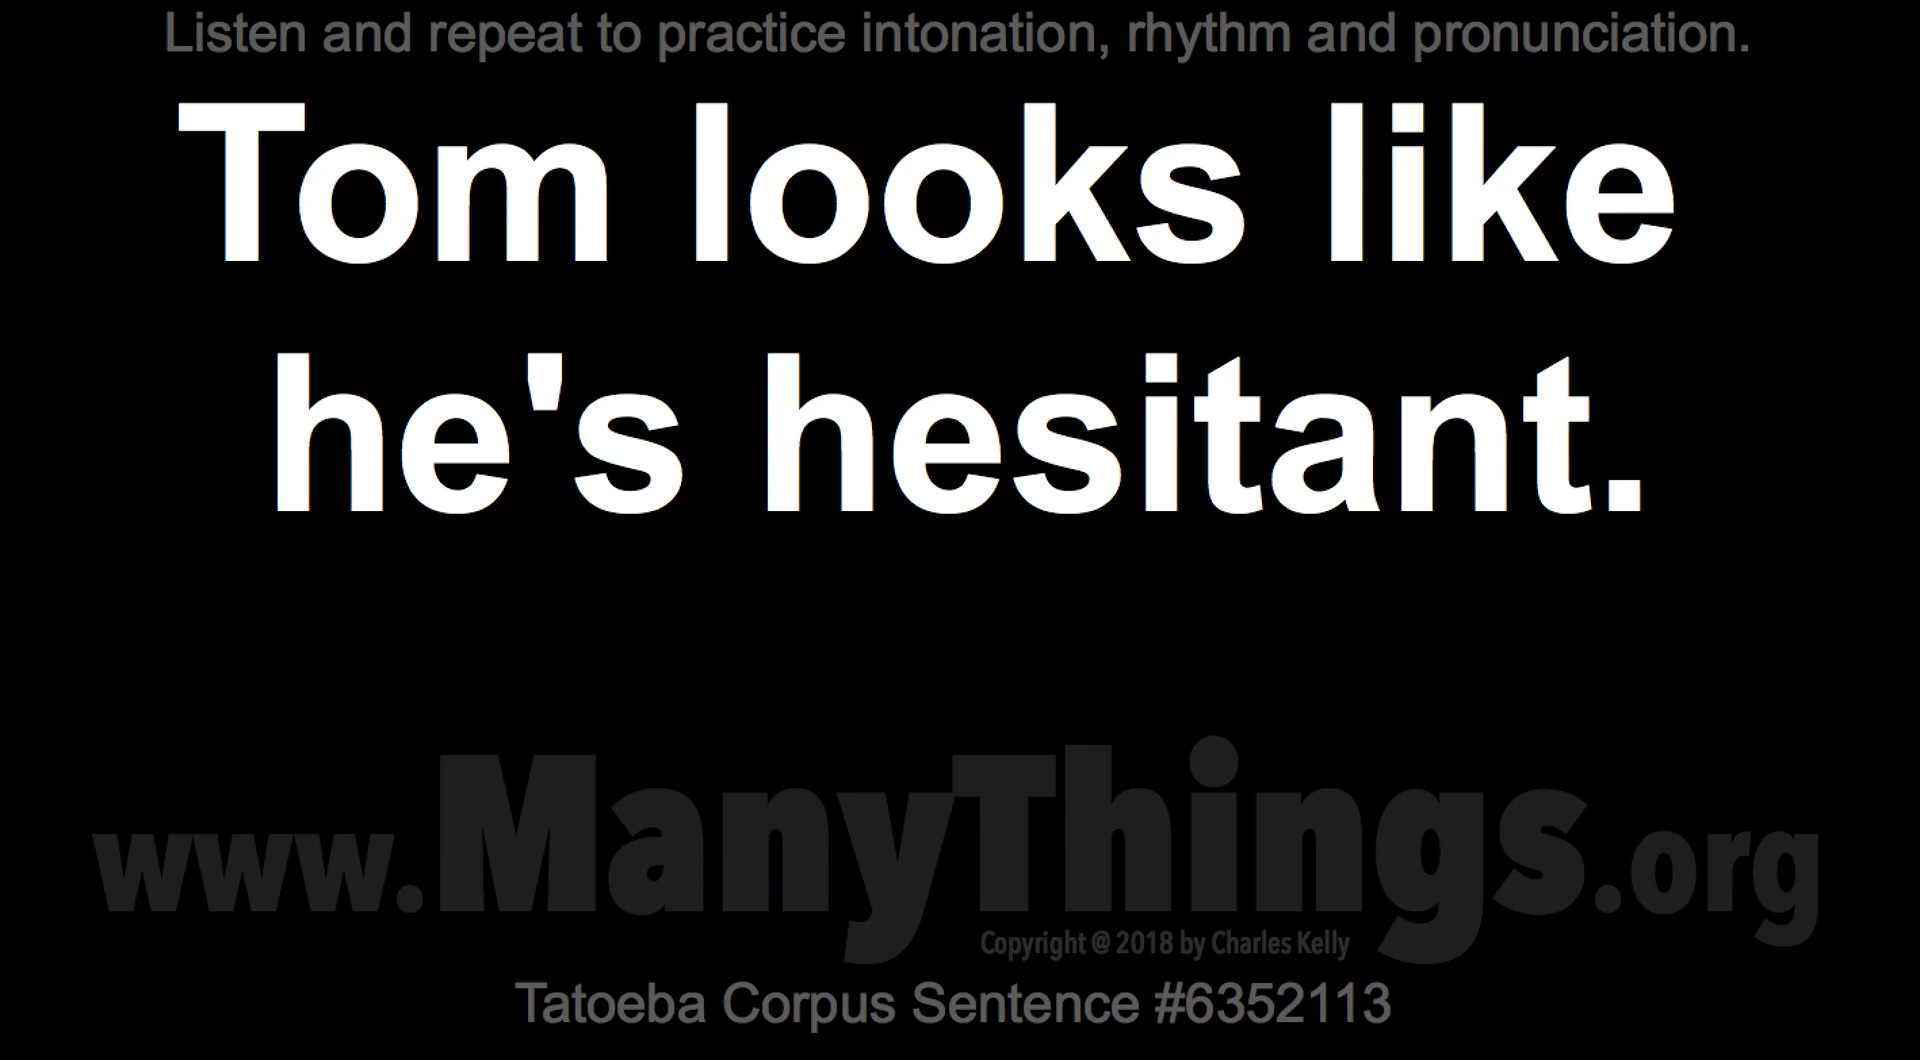 Listen and repeat to practice intonation, rhythm and pronunciation.
Tom looks like
he's hesitant.
www.ManyThings.org
Copyright @ 2018 by Charles Kelly
Tatoeba Corpus Sentence #6352113